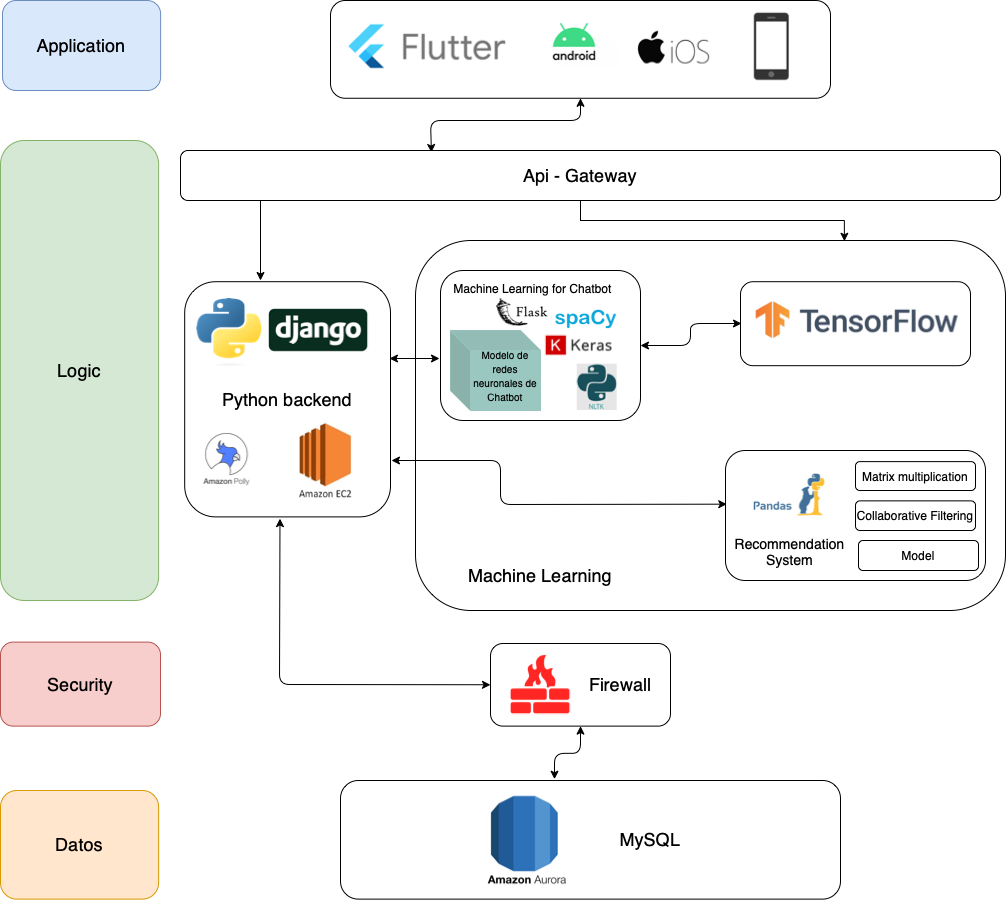 Application
Flutter
android
iOS
Api - Gateway
Logic
django
Python backend
Amazon Polly
Amazon EC2
Machine Learning for Chatbot
Flask
spaCy
K Keras
Modelo de
redes
neuronales de
Chatbot
NLTK
TensorFlow
Pandas
Recommendation
System
Matrix multiplication
Collaborative Filtering
Model
Machine Learning
Security
Firewall
Datos
Amazon Aurora
MySQL